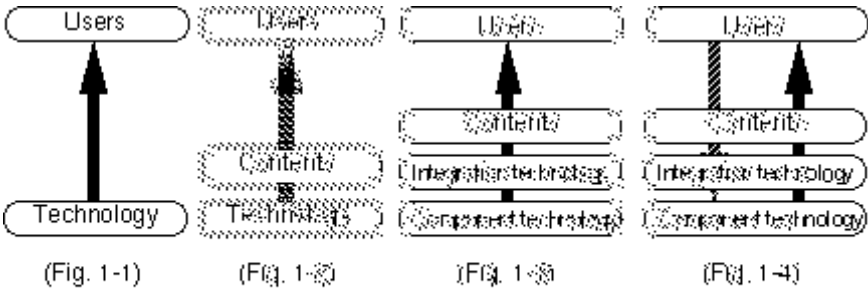 Users
Technology
(Fig. 1-1)
Users
Contents
Technology
(Fig. 1-2)
Users
Contents
Integration technology
Component technology
(Fig. 1-3)
Users
Contents
Integration technology
Component technology
(Fig. 1-4)